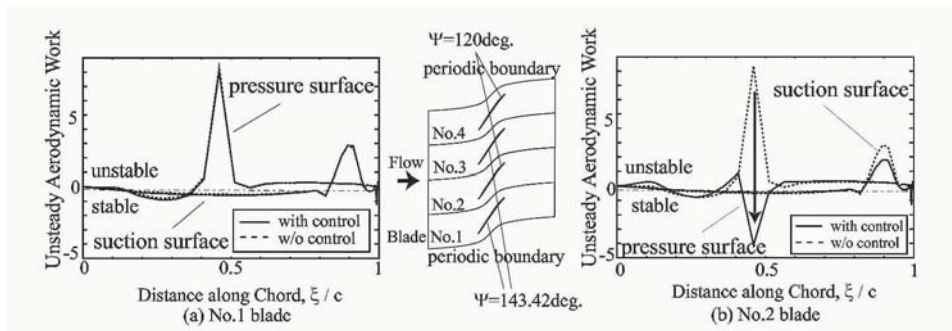 Unsteady Aerodynamic Work
5
0
-5
pressure surface
unstable
stable
suction surface
with control
w/o control
0
0.5
1
Distance along Chord, ξ / c
(a) No.1 blade
Ψ=120deg.
periodic boundary
No.4
Flow
No.3
No.2
Blade
No.1
periodic boundary
Ψ=143.42deg.
Unsteady Aerodynamic Work
5
0
-5
suction surface
unstable
stable
pressure surface
with control
w/o control
0
0.5
1
Distance along Chord, ξ / c
(b) No.2 blade